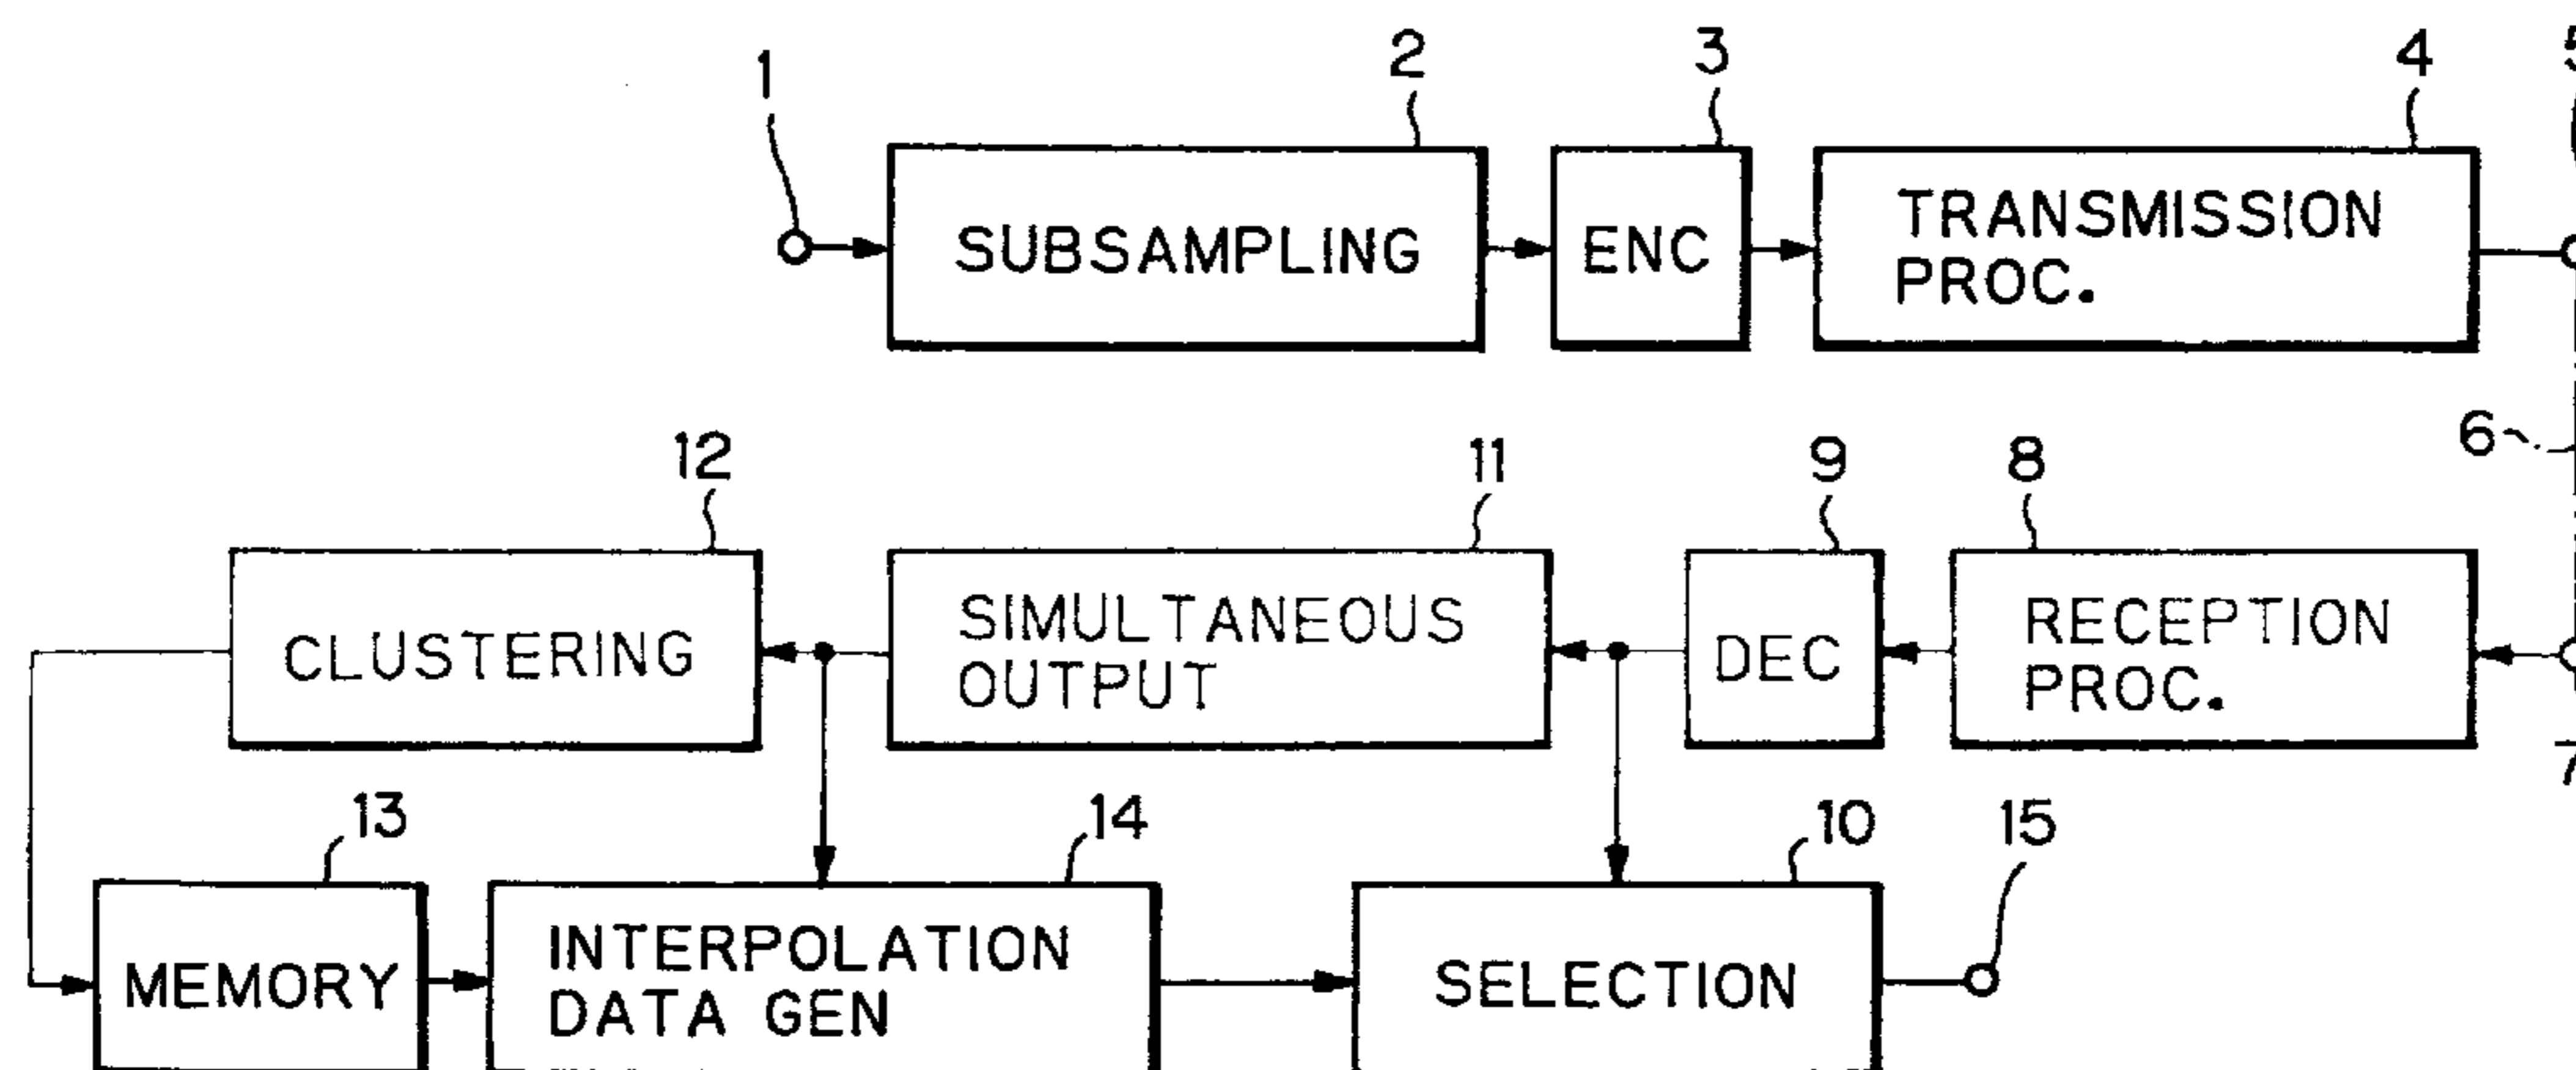 1
2
3
4
5
SUBSAMPLING
ENC
TRANSMISSION
PROC.
6
12
11
9
8
CLUSTERING
SIMULTANEOUS
OUTPUT
DEC
RECEPTION
PROC.
7
13
14
10
15
MEMORY
INTERPOLATION
DATA GEN
SELECTION